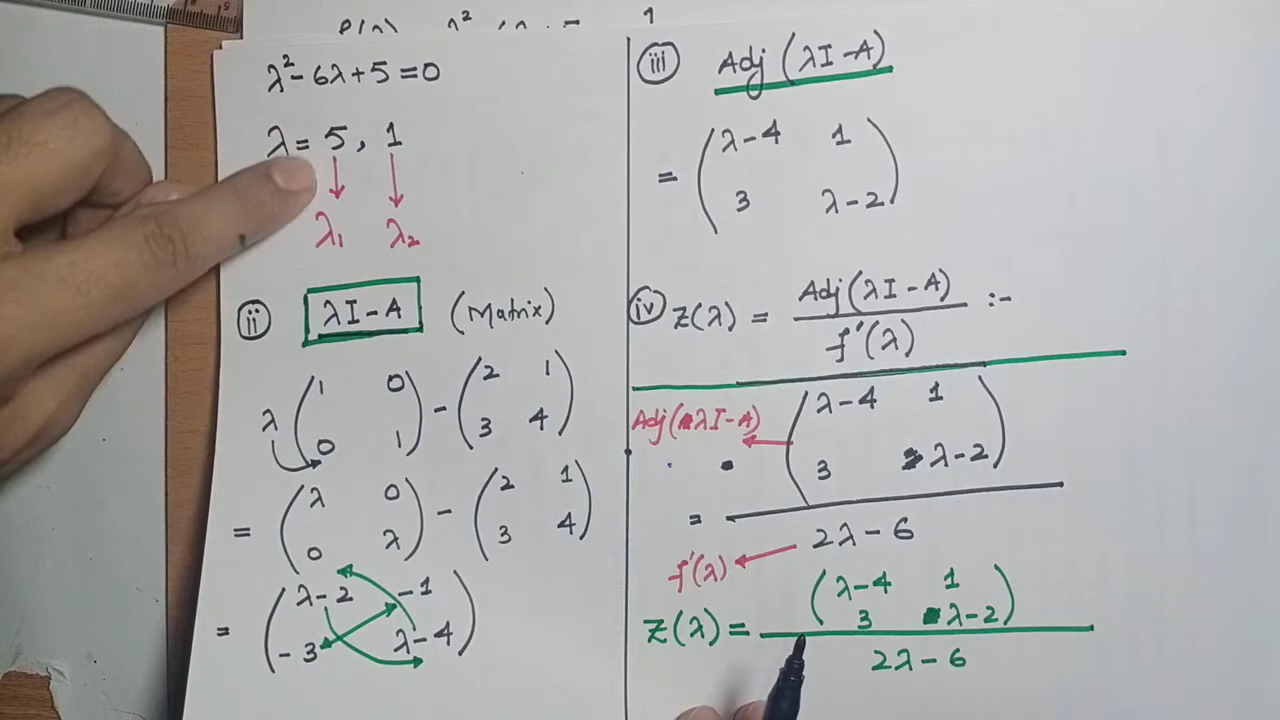 λ² - 6λ + 5 = 0
λ = 5 , 1
λ₁ λ₂
(ii) λI - A (Matrix)
λ (1 0
0 1) - (2 1
3 4)
= (λ 0
0 λ) - (2 1
3 4)
= (λ-2 -1
-3 λ-4)
(iii) Adj (λI - A)
= (λ-4 1
3 λ-2)
(iv) Z(λ) = Adj(λI - A) / f'(λ) :-
Adj(λI-A)
= (λ-4 1
3 λ-2)
2λ - 6
f'(λ)
Z(λ) = (λ-4 1
3 λ-2)
2λ - 6